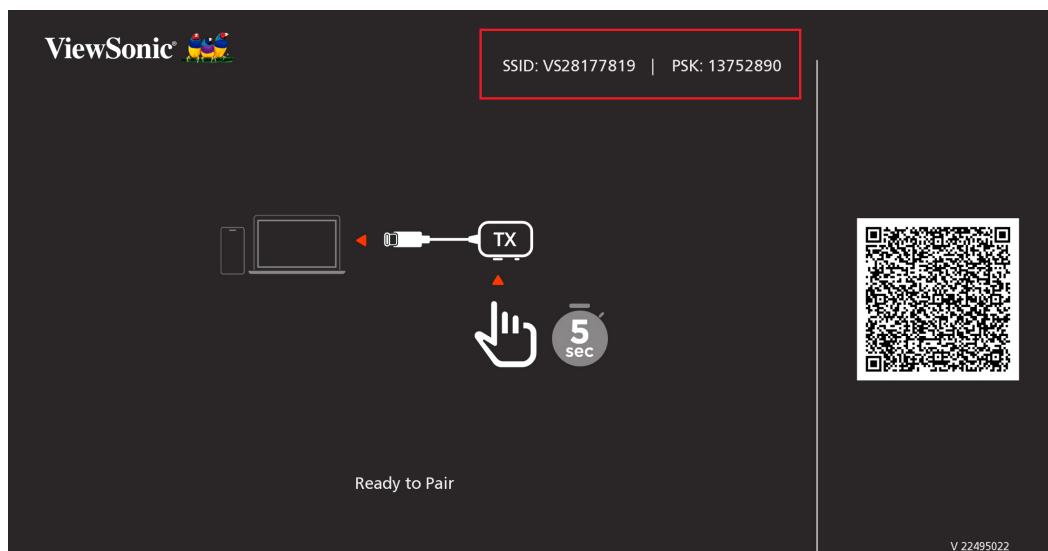 ViewSonic®
SSID: VS28177819 | PSK: 13752890
TX
5
sec
Ready to Pair
V 22495022